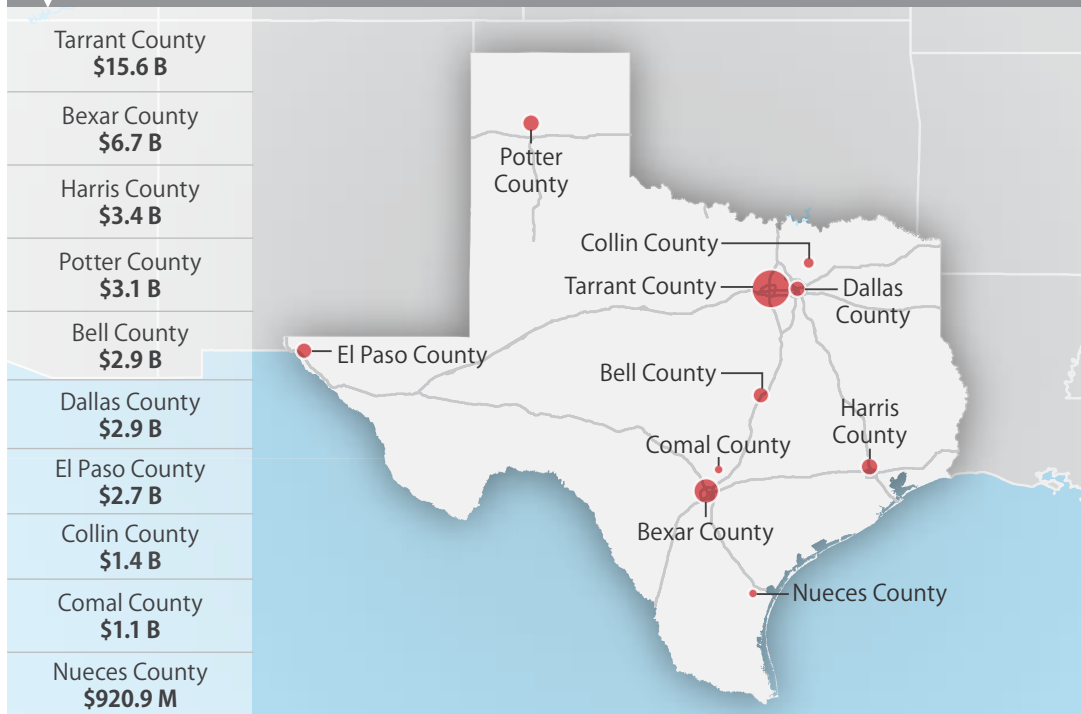 Tarrant County
$15.6 B
Bexar County
$6.7 B
Harris County
$3.4 B
Potter County
$3.1 B
Bell County
$2.9 B
Dallas County
$2.9 B
El Paso County
$2.7 B
Collin County
$1.4 B
Comal County
$1.1 B
Nueces County
$920.9 M
Potter
County
Collin County
Tarrant County
Dallas
County
El Paso County
Bell County
Harris
County
Comal County
Bexar County
Nueces County